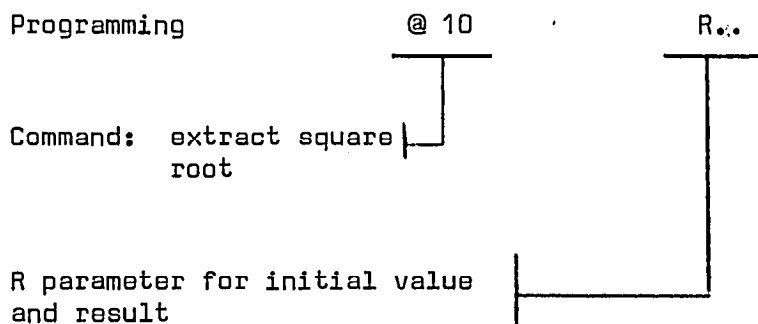 Programming @ 10 R...
Command: extract square
root
R parameter for initial value
and result